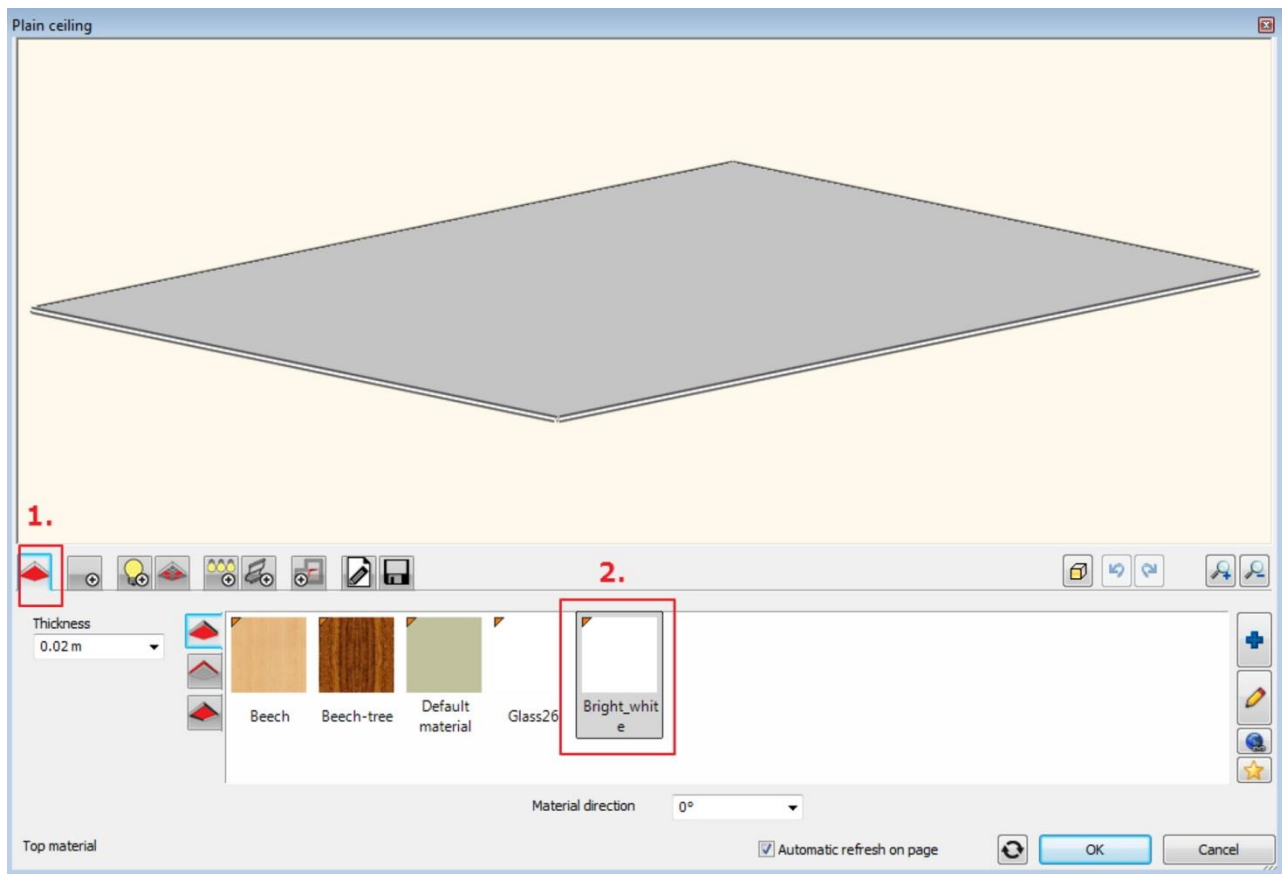 Plain ceiling
1.
2.
Thickness
0.02 m
Beech
Beech-tree
Default
material
Glass26
Bright_whit
e
Material direction
0°
Top material
Automatic refresh on page
OK
Cancel